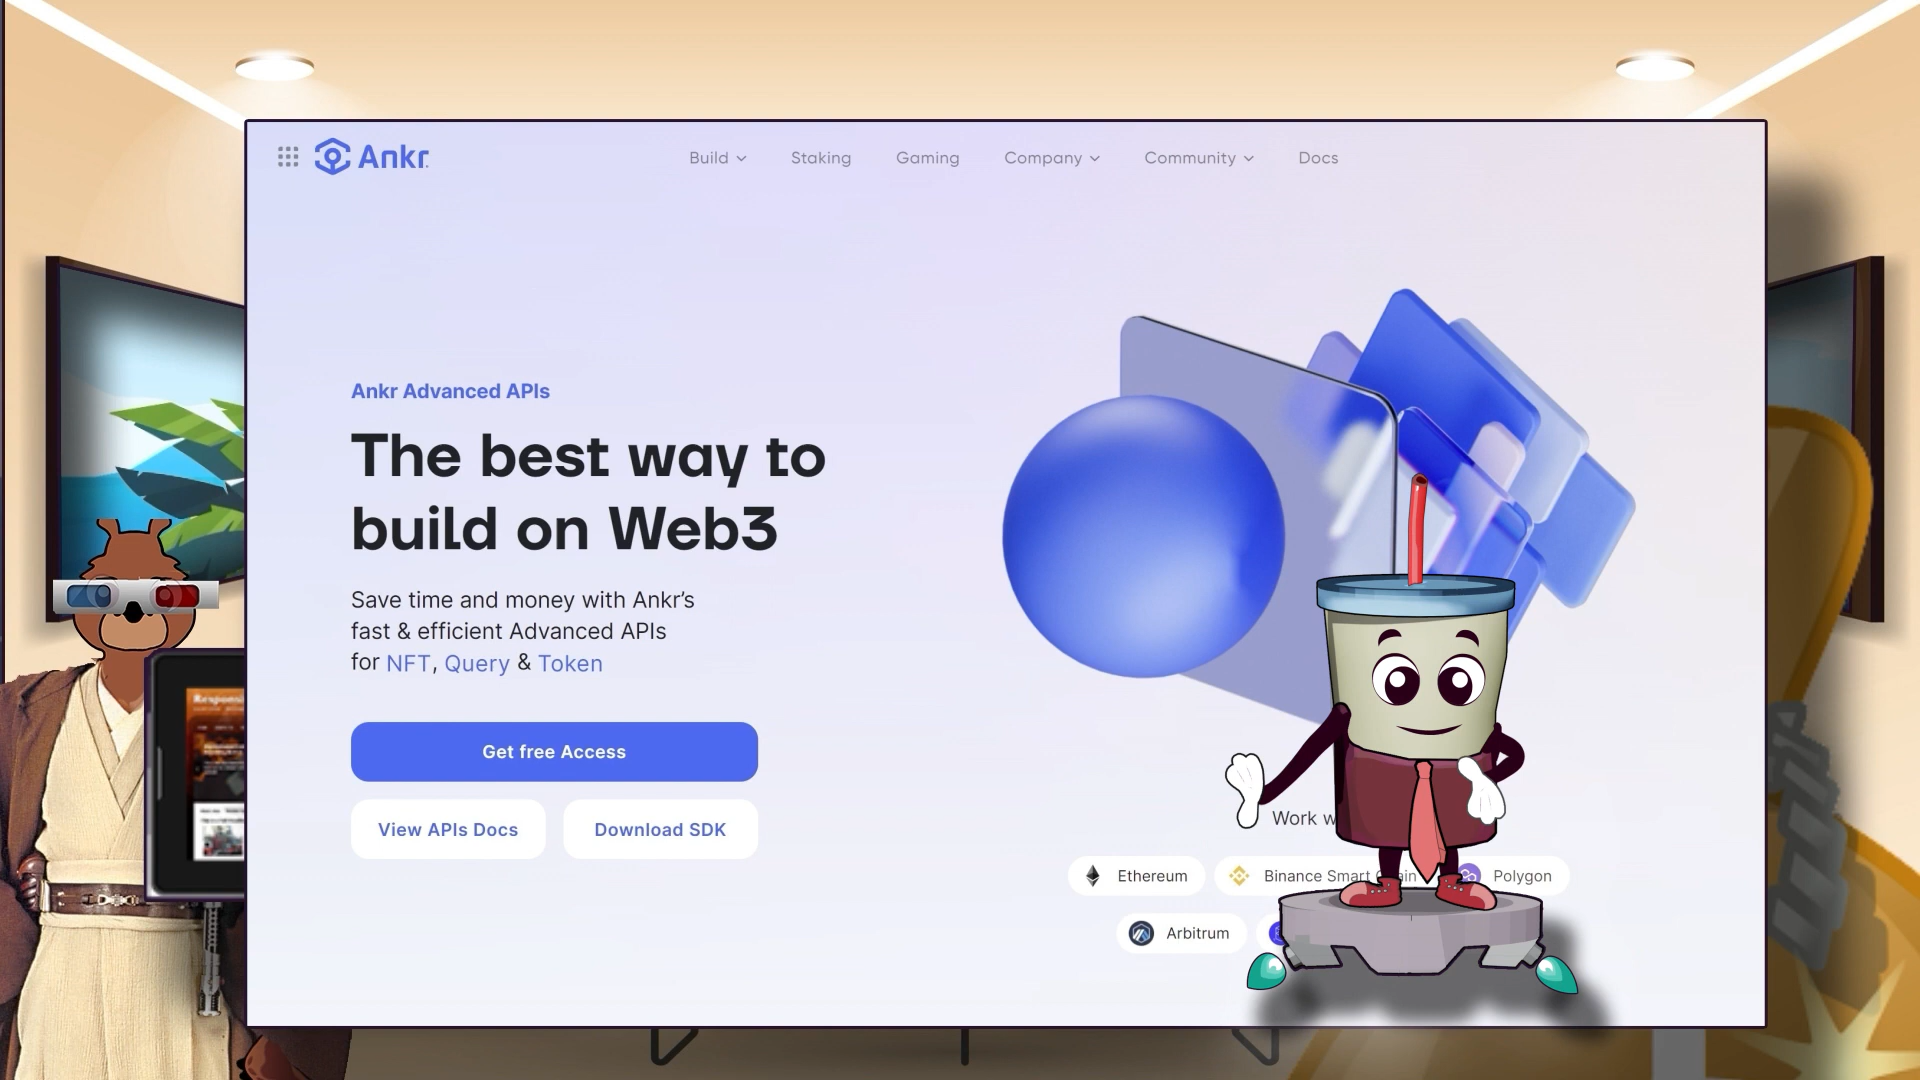 Ankr
Build
Staking
Gaming
Company
Community
Docs
Ankr Advanced APIs
The best way to
build on Web3
Save time and money with Ankr's
fast & efficient Advanced APIs
for NFT, Query & Token
Get free Access
View APIs Docs
Download SDK
Work
Ethereum
Binance Smart Chain
Polygon
Arbitrum